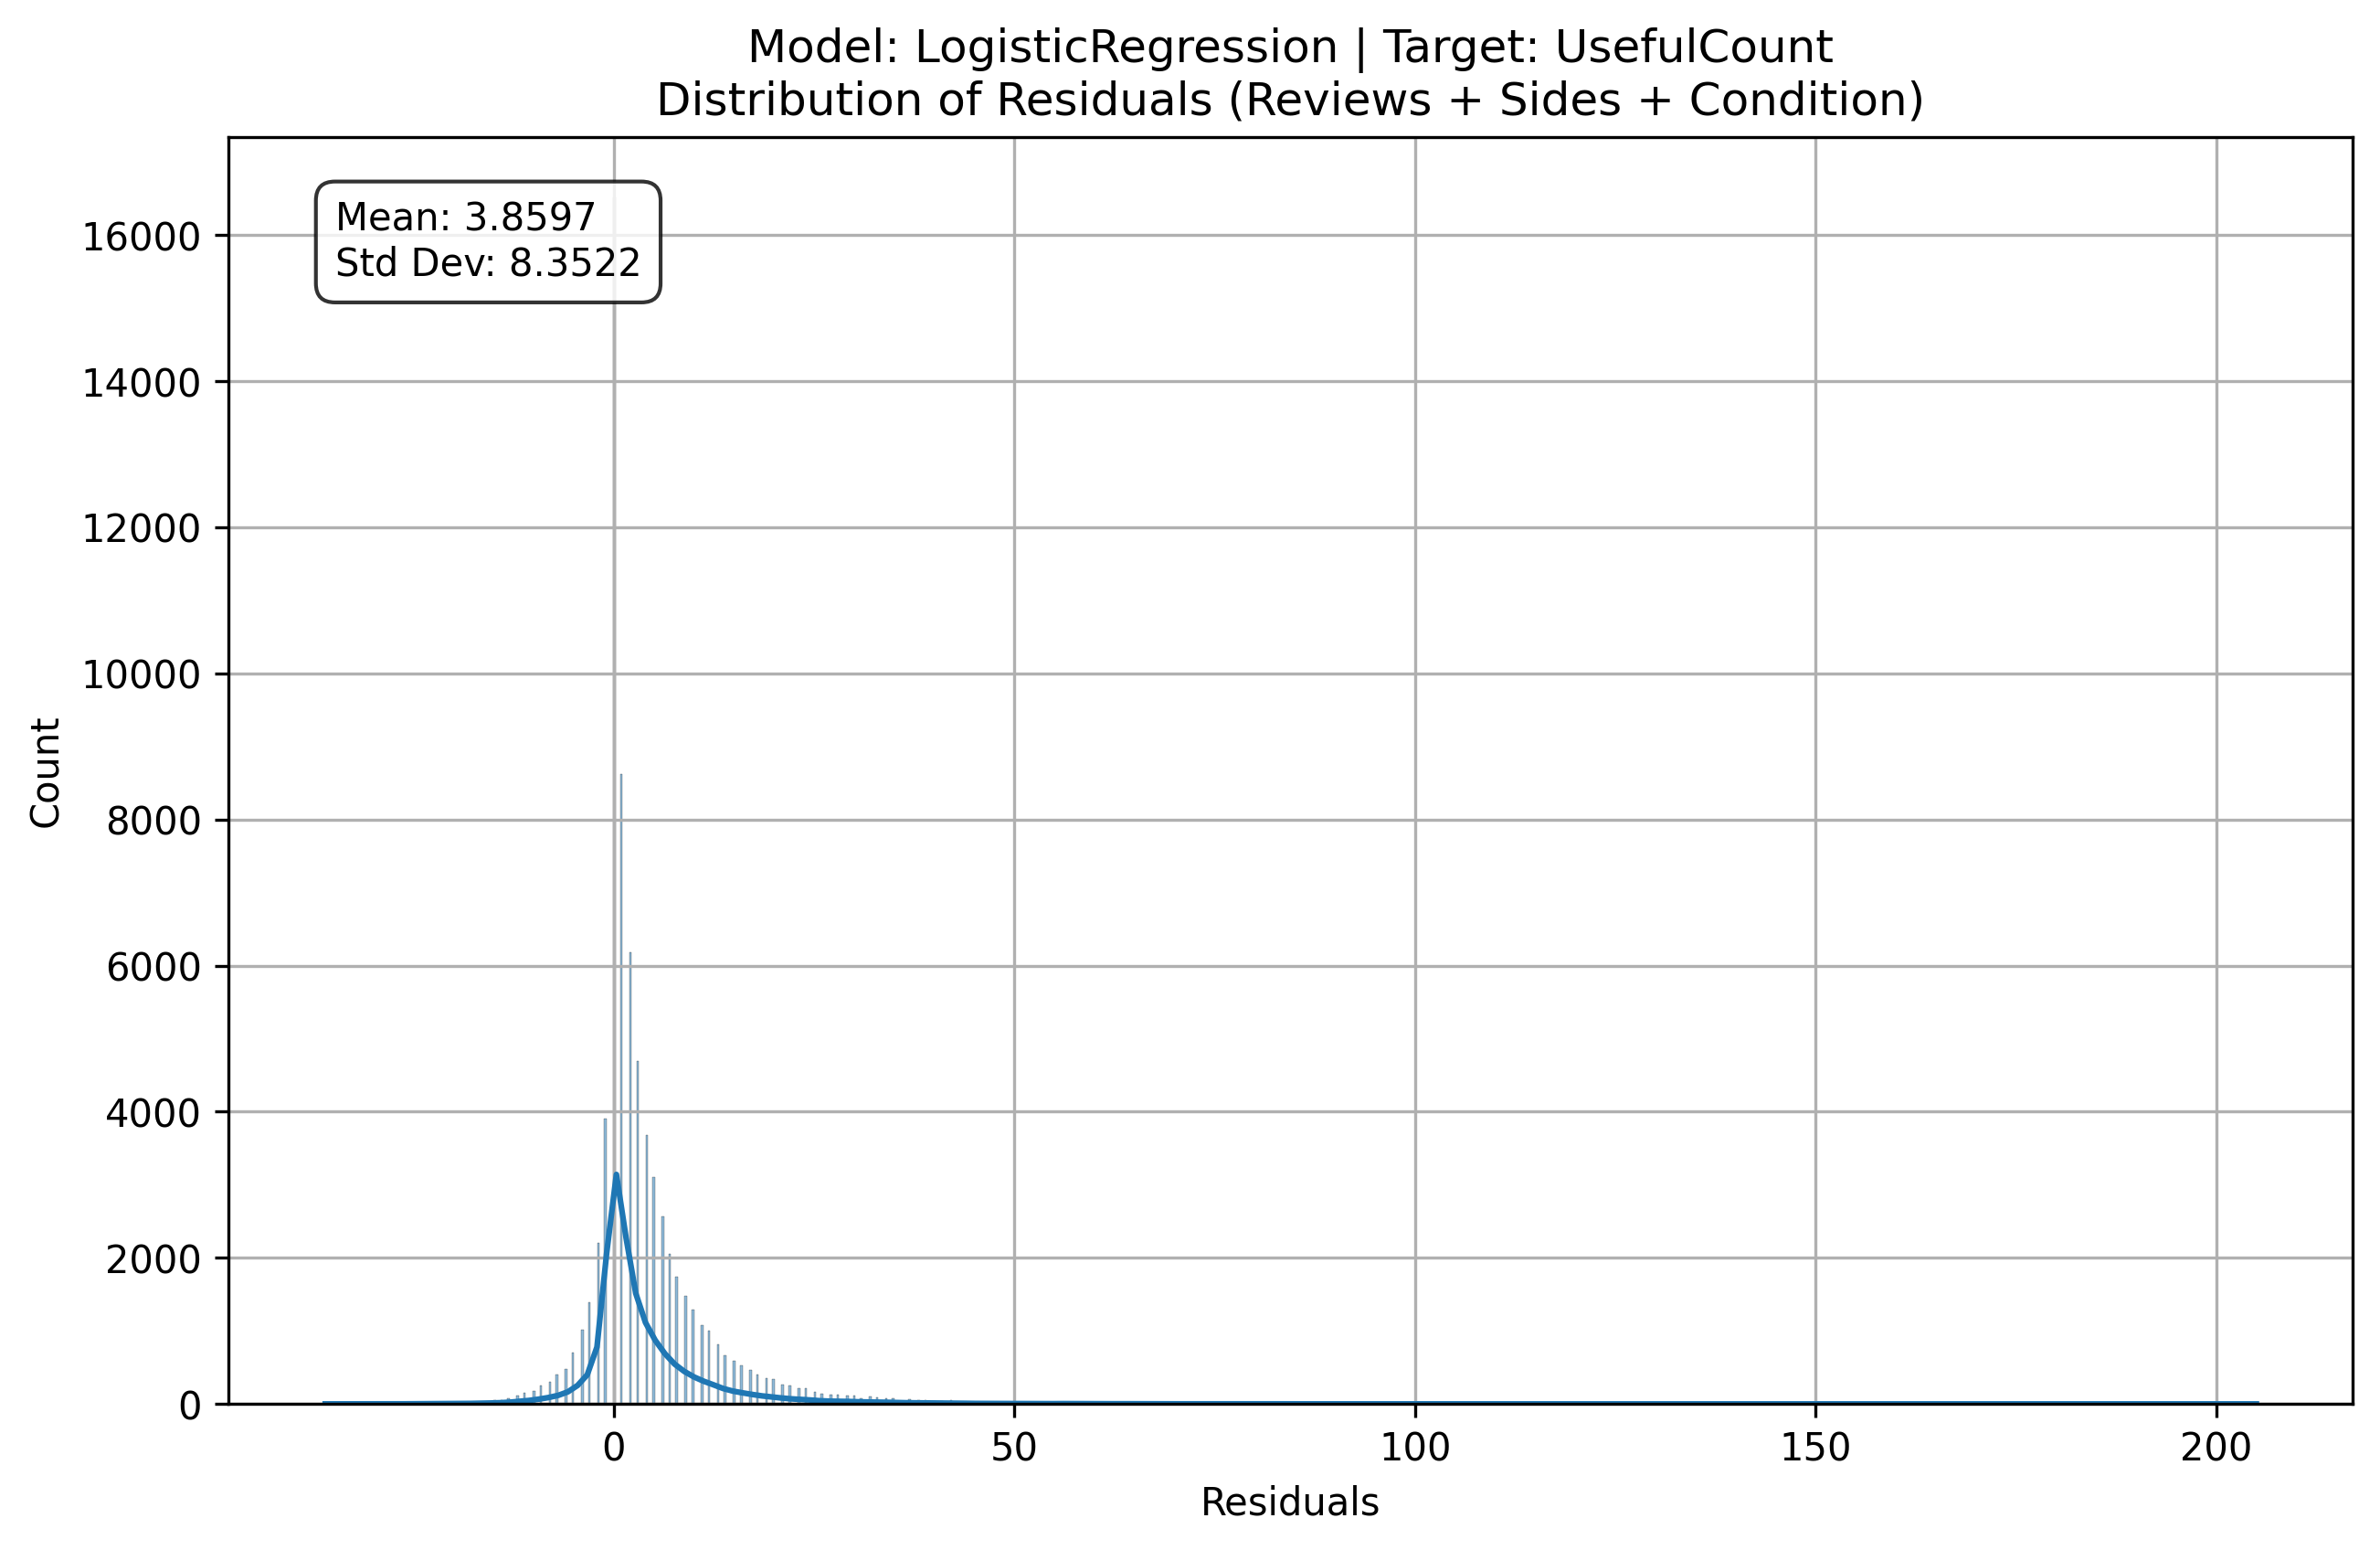 Model: LogisticRegression | Target: UsefulCount
Distribution of Residuals (Reviews + Sides + Condition)
Mean: 3.8597
Std Dev: 8.3522
16000
14000
12000
10000
8000
6000
4000
2000
0
Count
0 50 100 150 200
Residuals